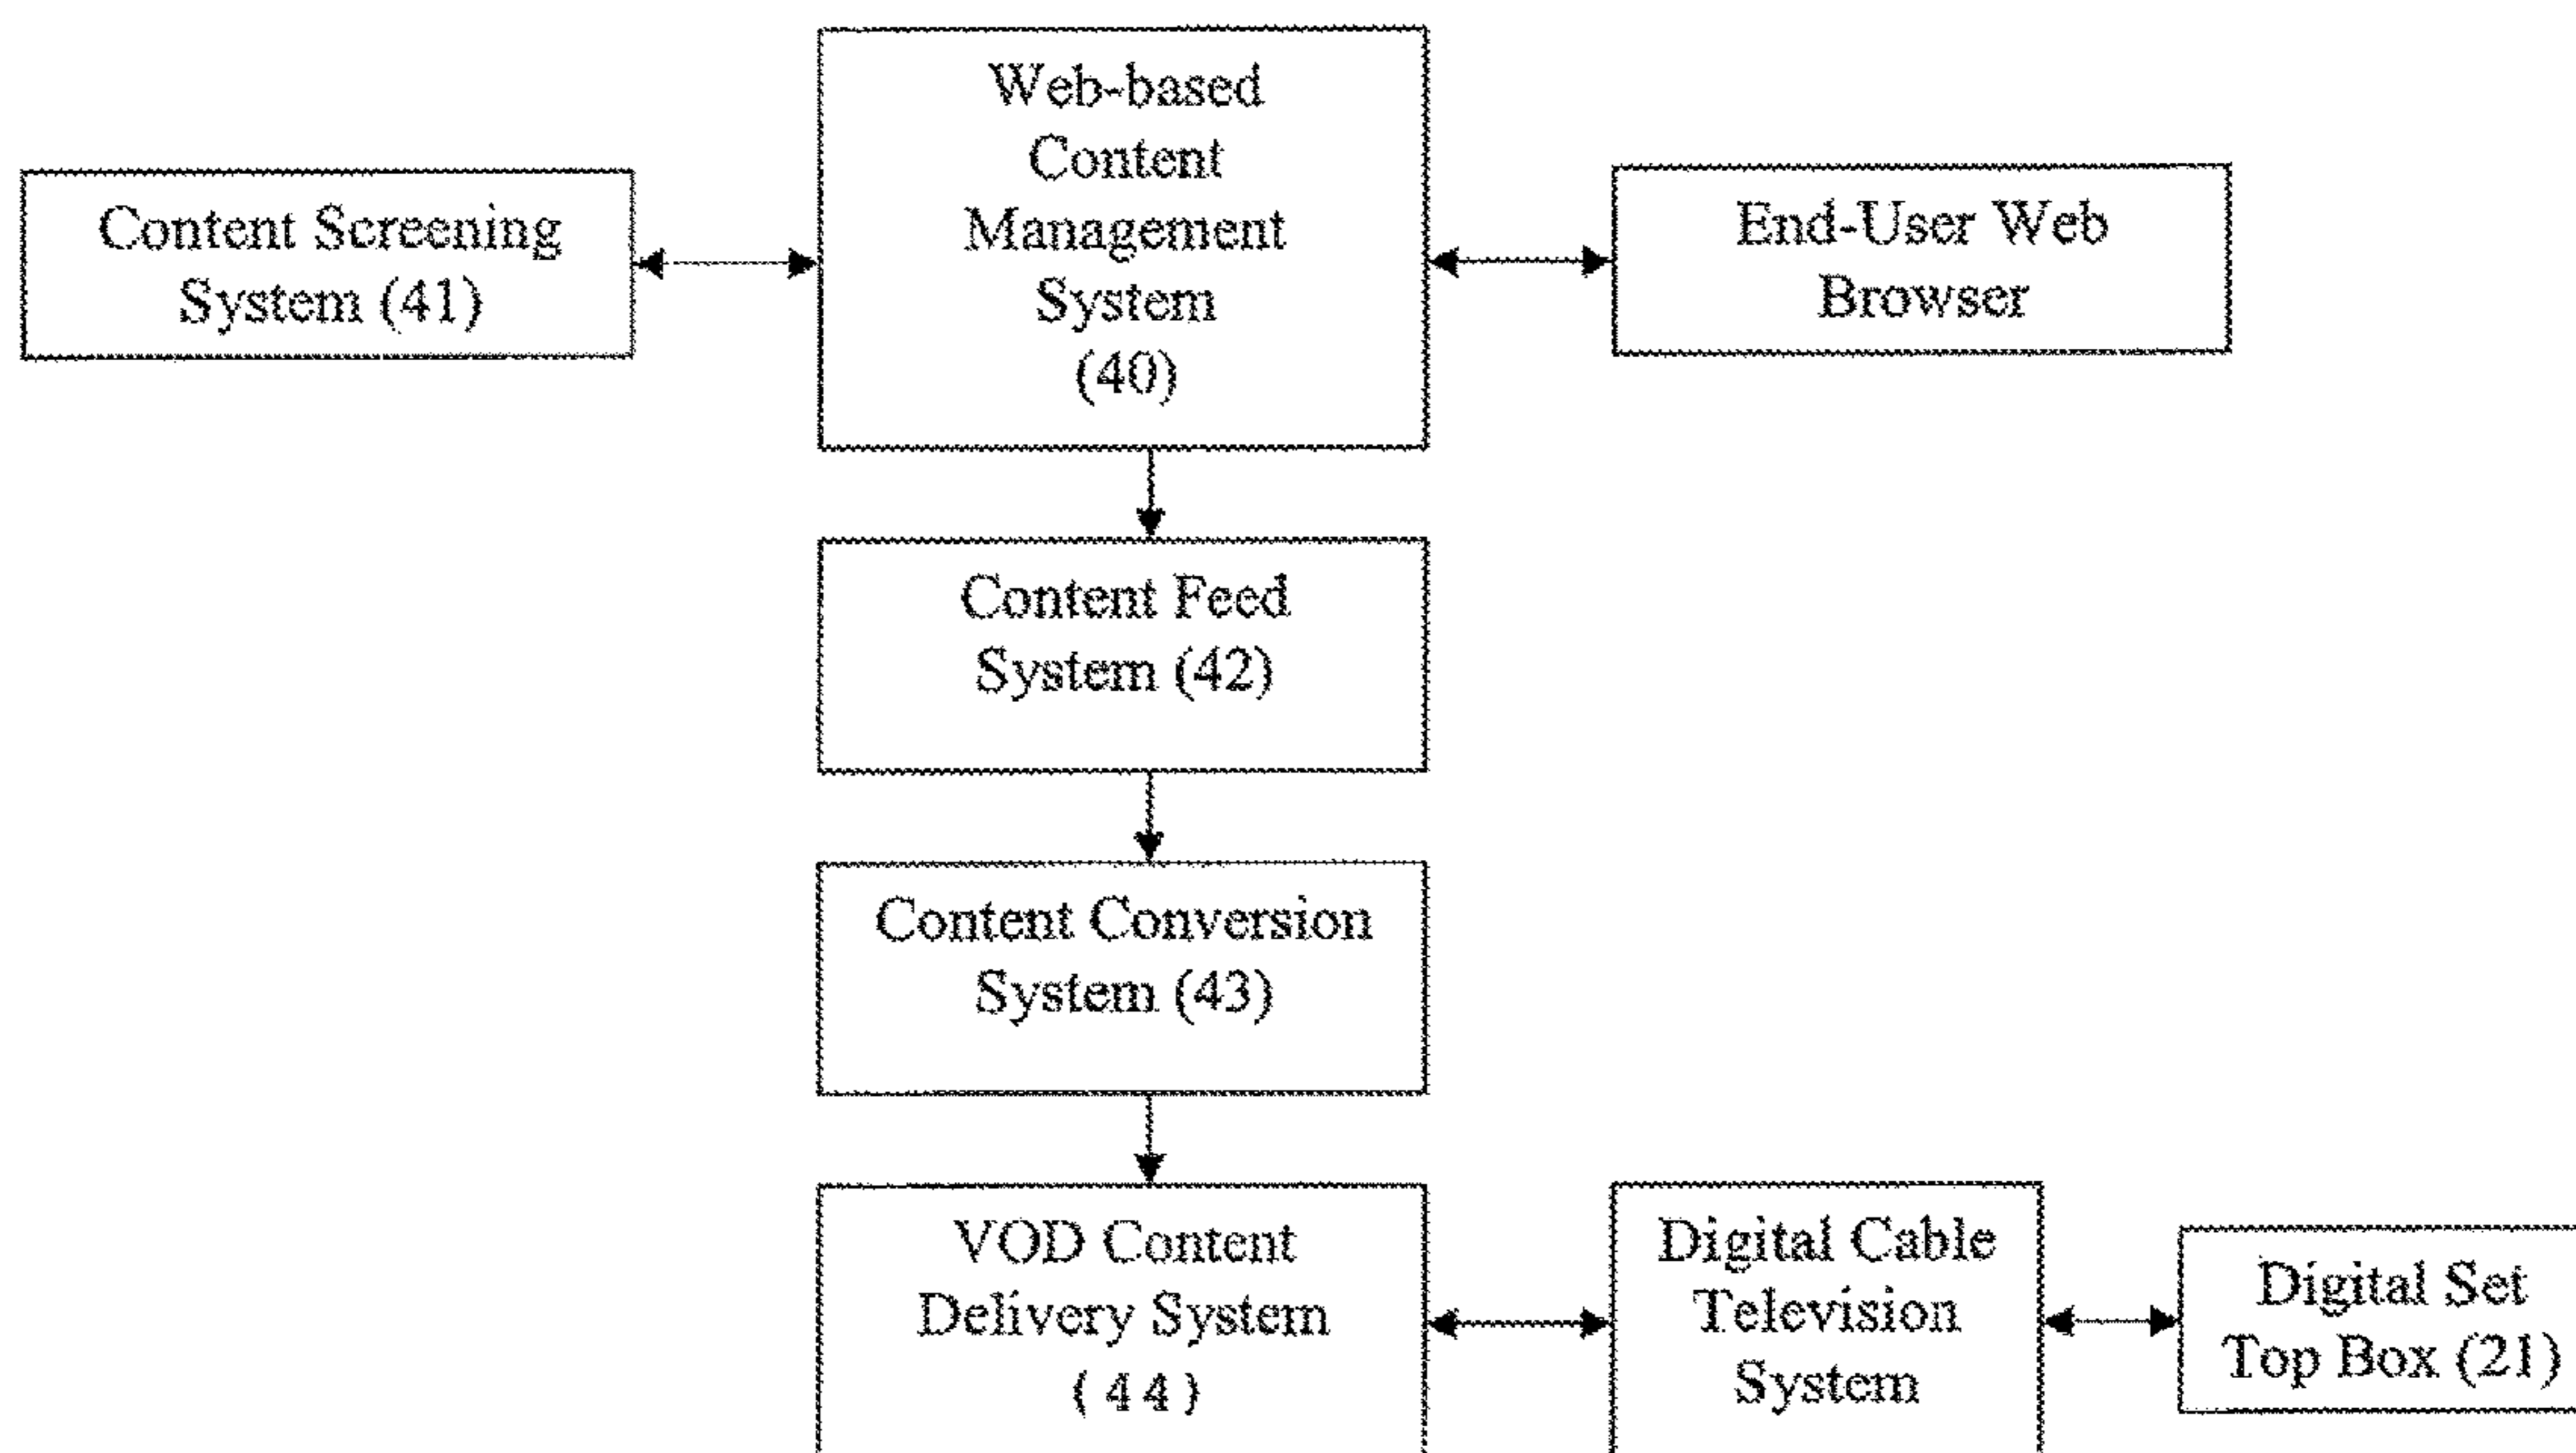 Web-based
Content
Management
System
(40)
Content Screening
System (41)
End-User Web
Browser
Content Feed
System (42)
Content Conversion
System (43)
VOD Content
Delivery System
(44)
Digital Cable
Television
System
Digital Set
Top Box (21)